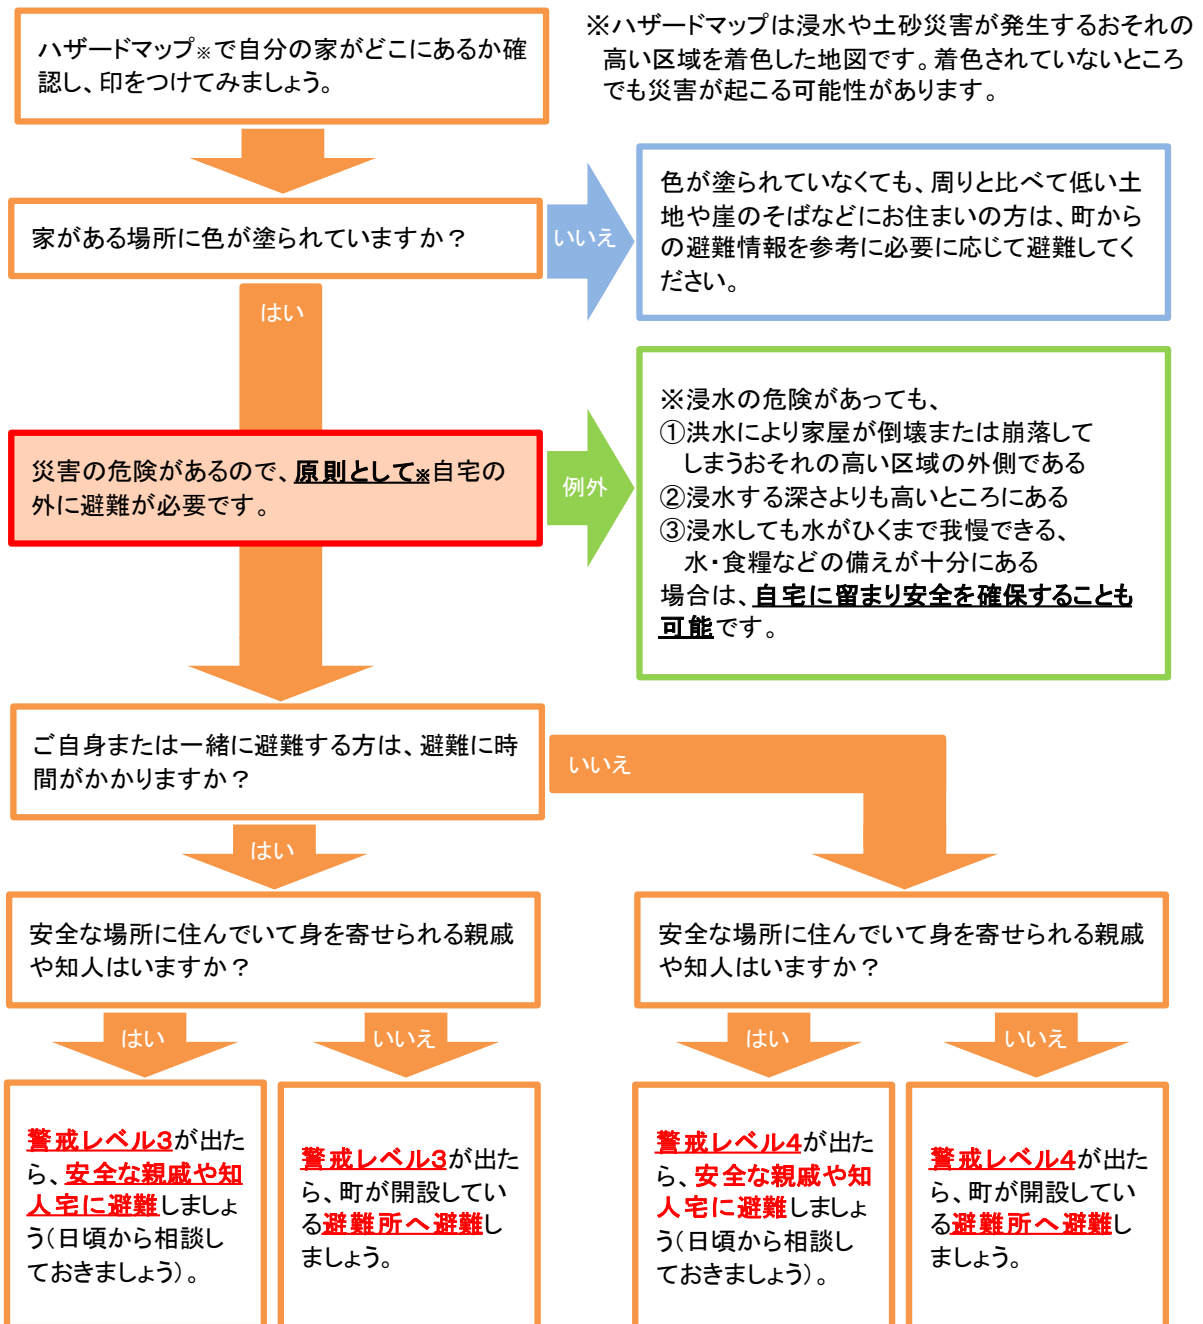 ハザードマップ※で自分の家がどこにあるか確
認し、印をつけてみましょう。
※ハザードマップは浸水や土砂災害が発生するおそれの
高い区域を着色した地図です。着色されていないところ
でも災害が起こる可能性があります。
家がある場所に色が塗られていますか？
いいえ
色が塗られていなくても、周りと比べて低い土
地や崖のそばなどにお住まいの方は、町から
の避難情報を参考に必要に応じて避難してく
ださい。
はい
災害の危険があるので、原則として※自宅の
外に避難が必要です。
例外
※浸水の危険があっても、
①洪水により家屋が倒壊または崩落して
しまうおそれの高い区域の外側である
②浸水する深さよりも高いところにある
③浸水しても水がひくまで我慢できる、
水・食糧などの備えが十分にある
場合は、自宅に留まり安全を確保することも
可能です。
ご自身または一緒に避難する方は、避難に時
間がかかりますか？
いいえ
はい
安全な場所に住んでいて身を寄せられる親戚
や知人はいますか？
安全な場所に住んでいて身を寄せられる親戚
や知人はいますか？
はい
いいえ
はい
いいえ
警戒レベル3が出た
ら、安全な親戚や知
人宅に避難しましょ
う（日頃から相談し
ておきましょう）。
警戒レベル3が出た
ら、町が開設してい
る避難所へ避難し
ましょう。
警戒レベル4が出た
ら、安全な親戚や知
人宅に避難しましょ
う（日頃から相談し
ておきましょう）。
警戒レベル4が出た
ら、町が開設してい
る避難所へ避難し
ましょう。